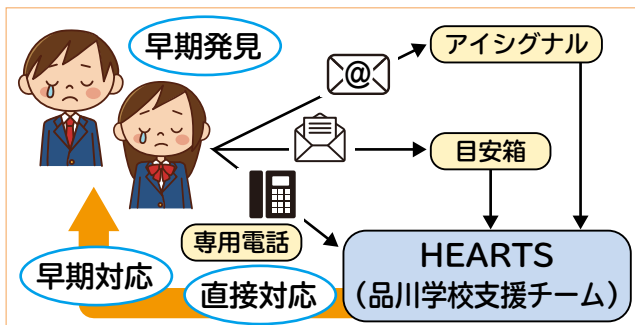 早期発見
アイシグナル
@
目安箱
専用電話
HEARTS
(品川学校支援チーム)
早期対応
直接対応